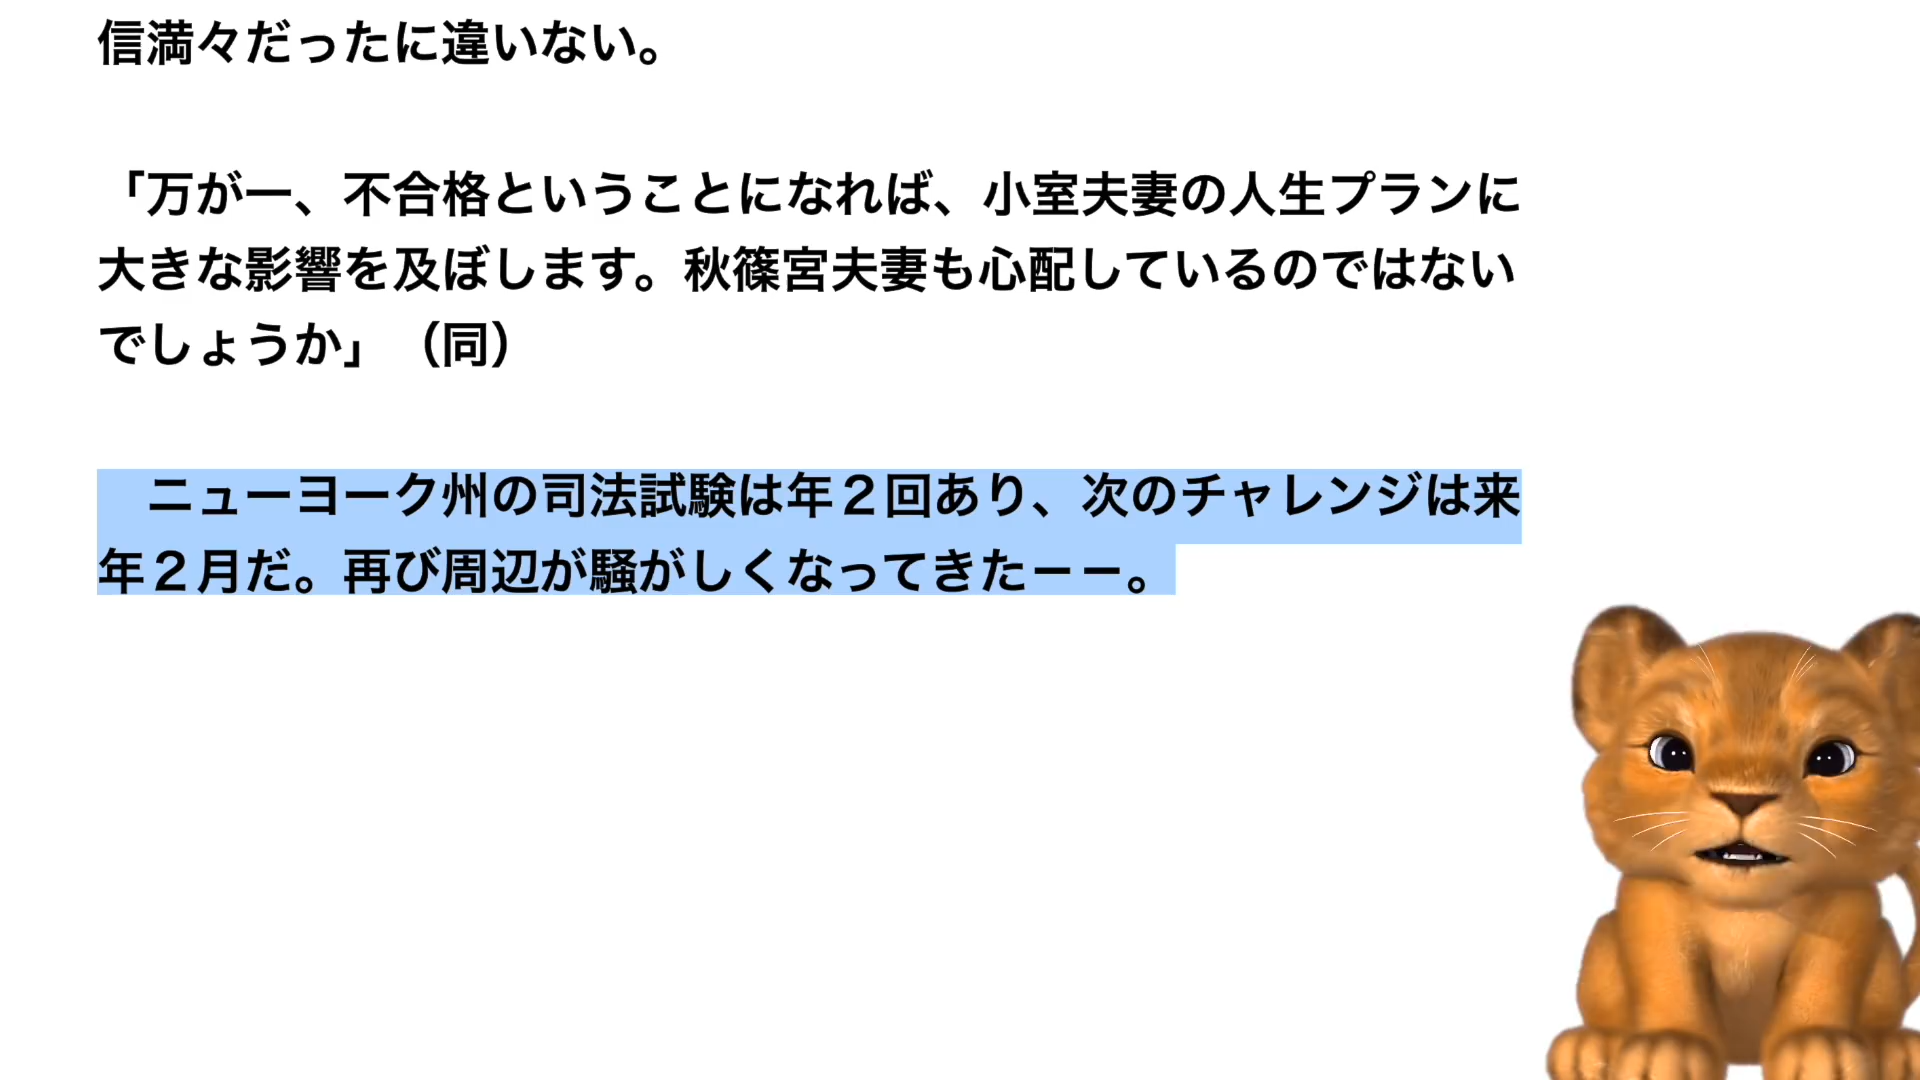 信満々だったに違いない。
「万が一、不合格ということになれば、小室夫妻の人生プランに
大きな影響を及ぼします。秋篠宮夫妻も心配しているのではない
でしょうか」（同）
　ニューヨーク州の司法試験は年２回あり、次のチャレンジは来
年２月だ。再び周辺が騒がしくなってきたーー。